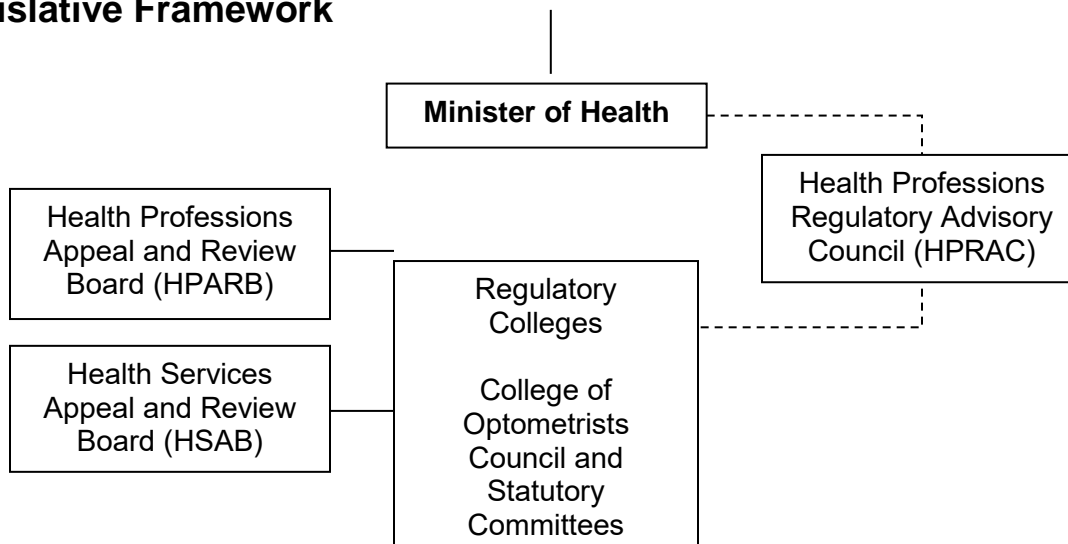 islative Framework
Minister of Health
Health Professions
Regulatory Advisory
Council (HPRAC)
Health Professions
Appeal and Review
Board (HPARB)
Regulatory
Colleges
Health Services
Appeal and Review
Board (HSAB)
College of
Optometrists
Council and
Statutory
Committees